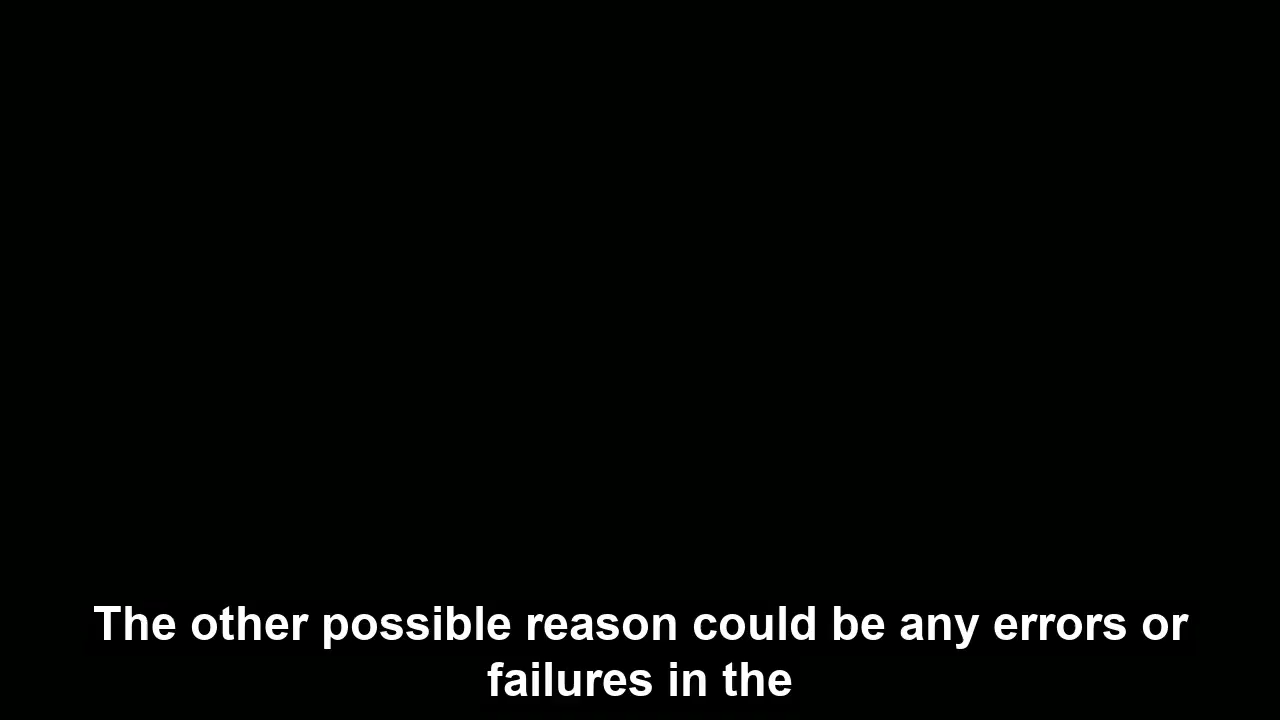 The other possible reason could be any errors or
failures in the